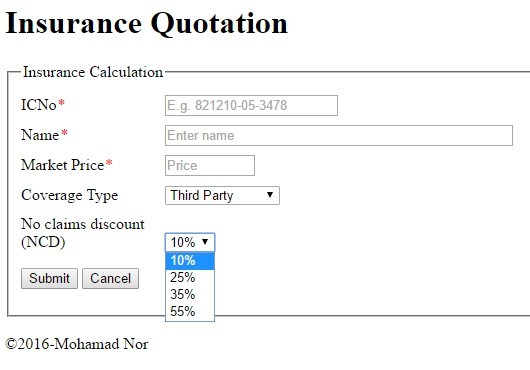 Insurance Quotation
Insurance Calculation
ICNo* E.g. 821210-05-3478
Name* Enter name
Market Price* Price
Coverage Type Third Party
No claims discount
(NCD) 10%
10%
25%
35%
55%
Submit Cancel
©2016-Mohamad Nor